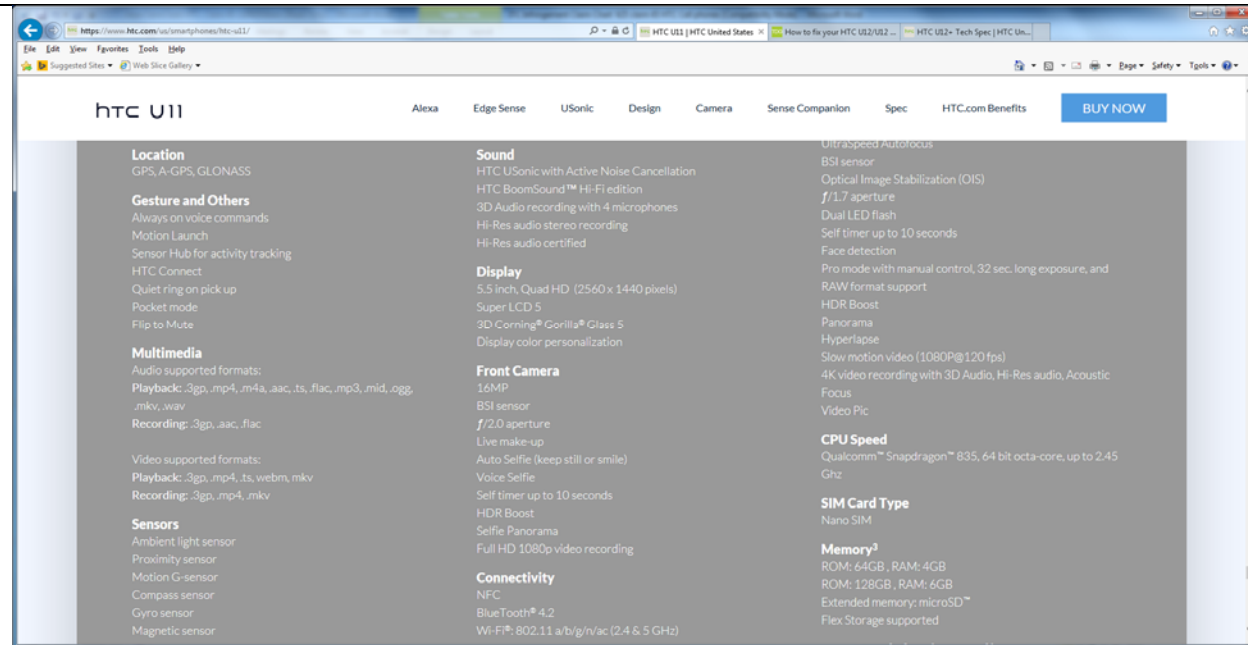 https://www.htc.com/us/smartphones/htc-u11/
HTC U11 | HTC United States
How to fix your HTC U12/U12 ...
HTC U12+ Tech Spec | HTC Un...
File Edit View Favorites Tools Help
Suggested Sites Web Slice Gallery
Page Safety Tools
hTC U11
Alexa
Edge Sense
USonic
Design
Camera
Sense Companion
Spec
HTC.com Benefits
BUY NOW
Location
GPS, A-GPS, GLONASS
Gesture and Others
Always on voice commands
Motion Launch
Sensor Hub for activity tracking
HTC Connect
Quiet ring on pick up
Pocket mode
Flip to Mute
Multimedia
Audio supported formats:
Playback: .3gp, .mp4, .m4a, .aac, .ts, .flac, .mp3, .mid, .ogg,
.mkv, .wav
Recording: .3gp, .aac, .flac
Video supported formats:
Playback: .3gp, .mp4, .ts, webm, mkv
Recording: .3gp, .mp4, .mkv
Sensors
Ambient light sensor
Proximity sensor
Motion G-sensor
Compass sensor
Gyro sensor
Magnetic sensor
Sound
HTC USonic with Active Noise Cancellation
HTC BoomSound™ Hi-Fi edition
3D Audio recording with 4 microphones
Hi-Res audio stereo recording
Hi-Res audio certified
Display
5.5 inch, Quad HD (2560 x 1440 pixels)
Super LCD 5
3D Corning® Gorilla® Glass 5
Display color personalization
Front Camera
16MP
BSI sensor
ƒ/2.0 aperture
Live make-up
Auto Selfie (keep still or smile)
Voice Selfie
Self timer up to 10 seconds
HDR Boost
Selfie Panorama
Full HD 1080p video recording
Connectivity
NFC
BlueTooth® 4.2
Wi-Fi®: 802.11 a/b/g/n/ac (2.4 & 5 GHz)
UltraSpeed Autofocus
BSI sensor
Optical Image Stabilization (OIS)
ƒ/1.7 aperture
Dual LED flash
Self timer up to 10 seconds
Face detection
Pro mode with manual control, 32 sec. long exposure, and
RAW format support
HDR Boost
Panorama
Hyperlapse
Slow motion video (1080P@120 fps)
4K video recording with 3D Audio, Hi-Res audio, Acoustic
Focus
Video Pic
CPU Speed
Qualcomm™ Snapdragon™ 835, 64 bit octa-core, up to 2.45
Ghz
SIM Card Type
Nano SIM
Memory³
ROM: 64GB , RAM: 4GB
ROM: 128GB , RAM: 6GB
Extended memory: microSD™
Flex Storage supported